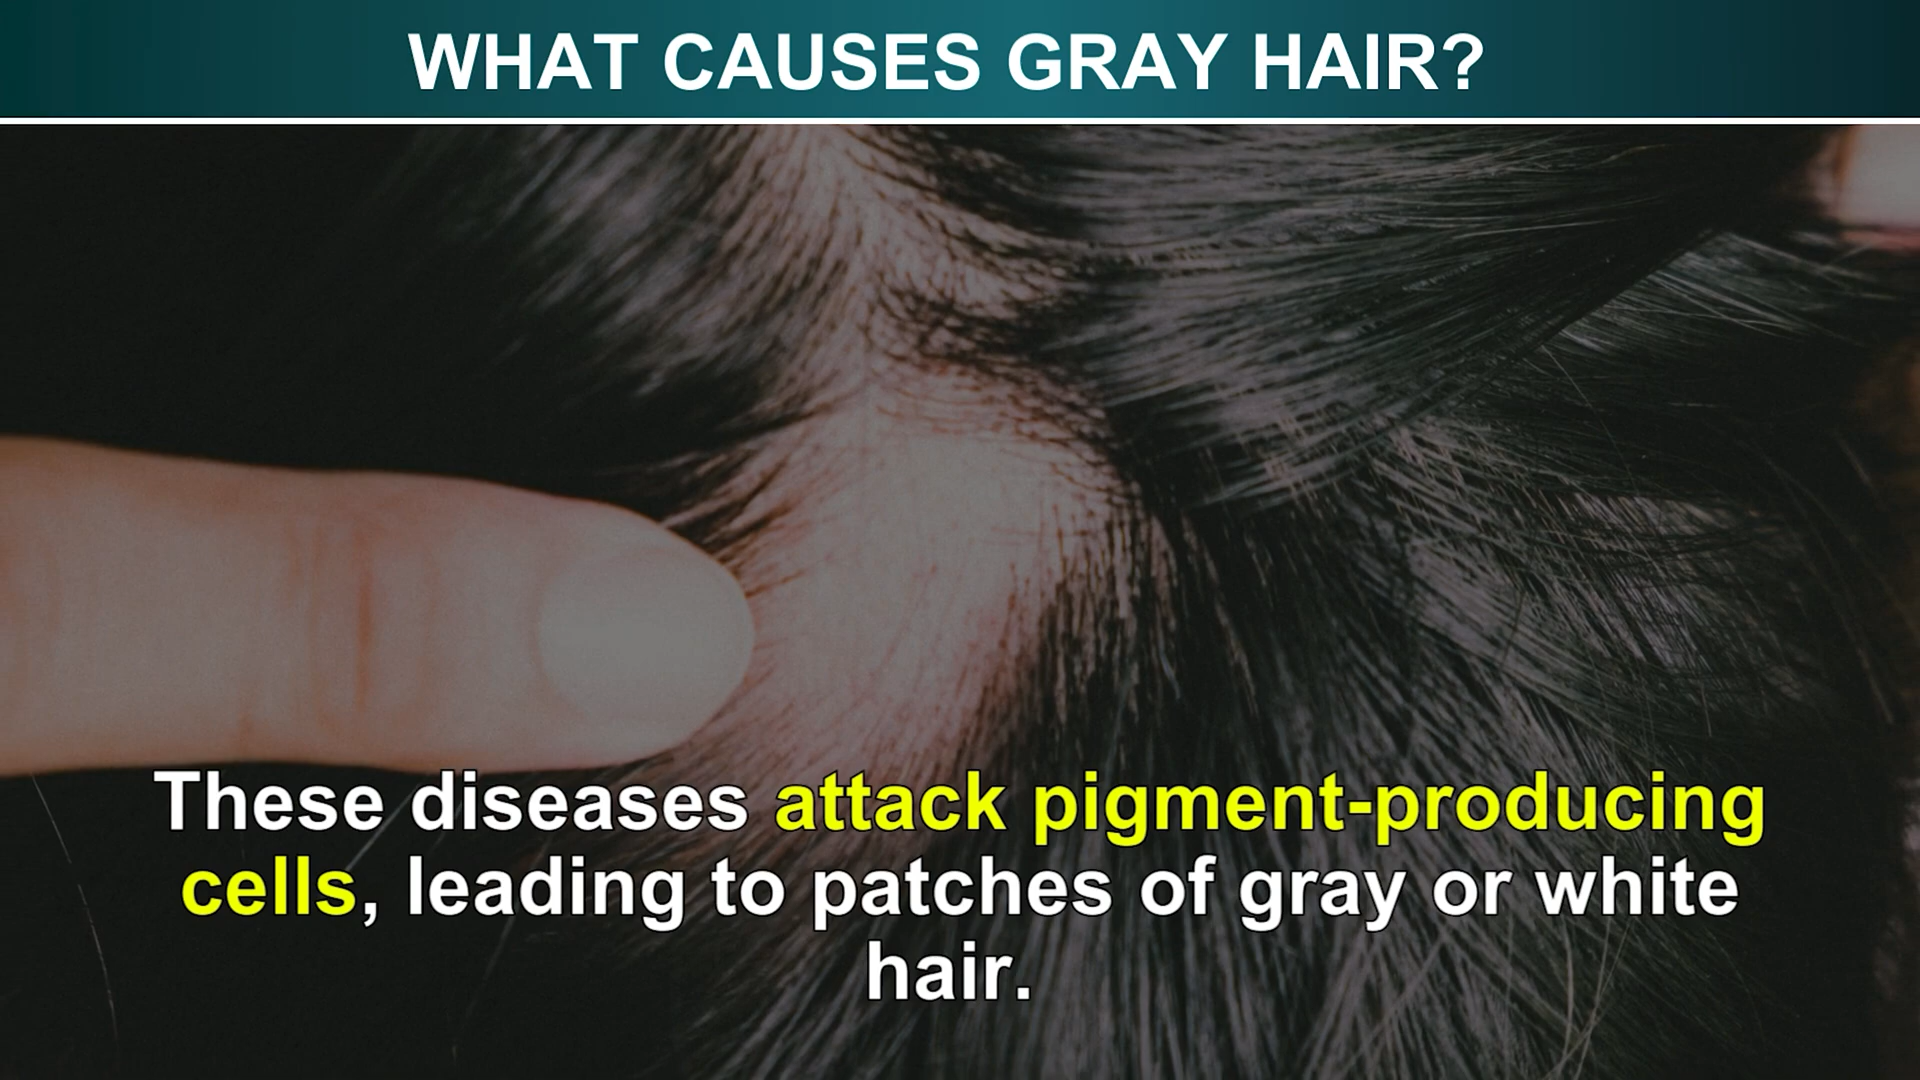 WHAT CAUSES GRAY HAIR?
These diseases attack pigment-producing
cells, leading to patches of gray or white
hair.